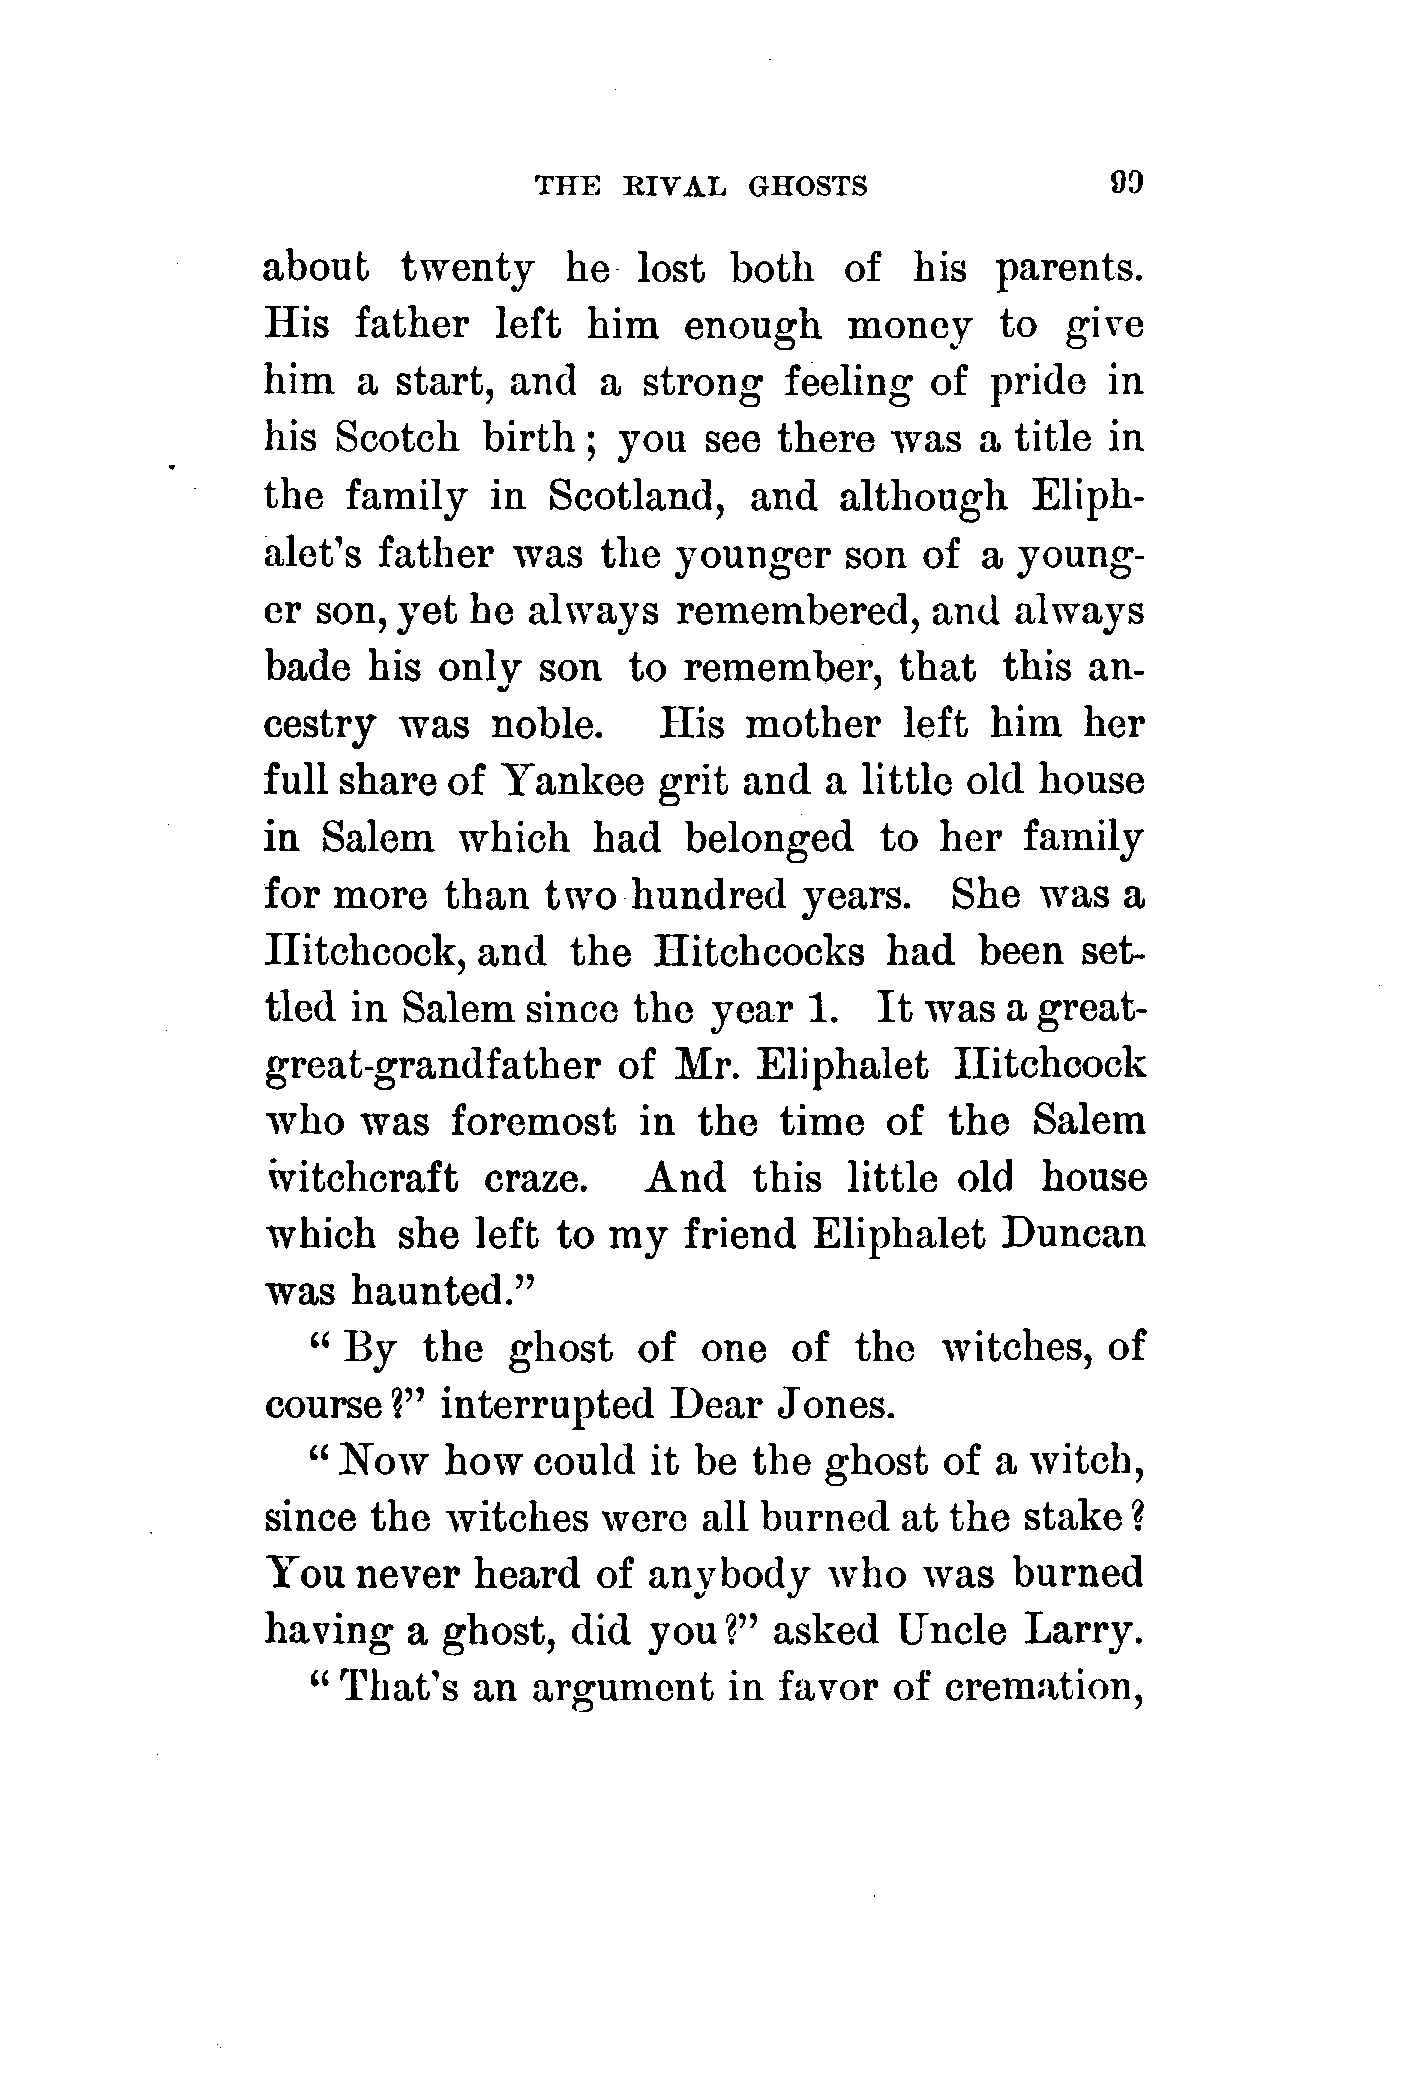 THE RIVAL GHOSTS 99
about twenty he lost both of his parents.
His father left him enough money to give
him a start, and a strong feeling of pride in
his Scotch birth; you see there was a title in
the family in Scotland, and although Eliph-
alet's father was the younger son of a young-
er son, yet he always remembered, and always
bade his only son to remember, that this an-
cestry was noble. His mother left him her
full share of Yankee grit and a little old house
in Salem which had belonged to her family
for more than two hundred years. She was a
Hitchcock, and the Hitchcocks had been set-
tled in Salem since the year 1. It was a great-
great-grandfather of Mr. Eliphalet Hitchcock
who was foremost in the time of the Salem
witchcraft craze. And this little old house
which she left to my friend Eliphalet Duncan
was haunted."
"By the ghost of one of the witches, of
course?" interrupted Dear Jones.
"Now how could it be the ghost of a witch,
since the witches were all burned at the stake?
You never heard of anybody who was burned
having a ghost, did you?" asked Uncle Larry.
"That's an argument in favor of cremation,